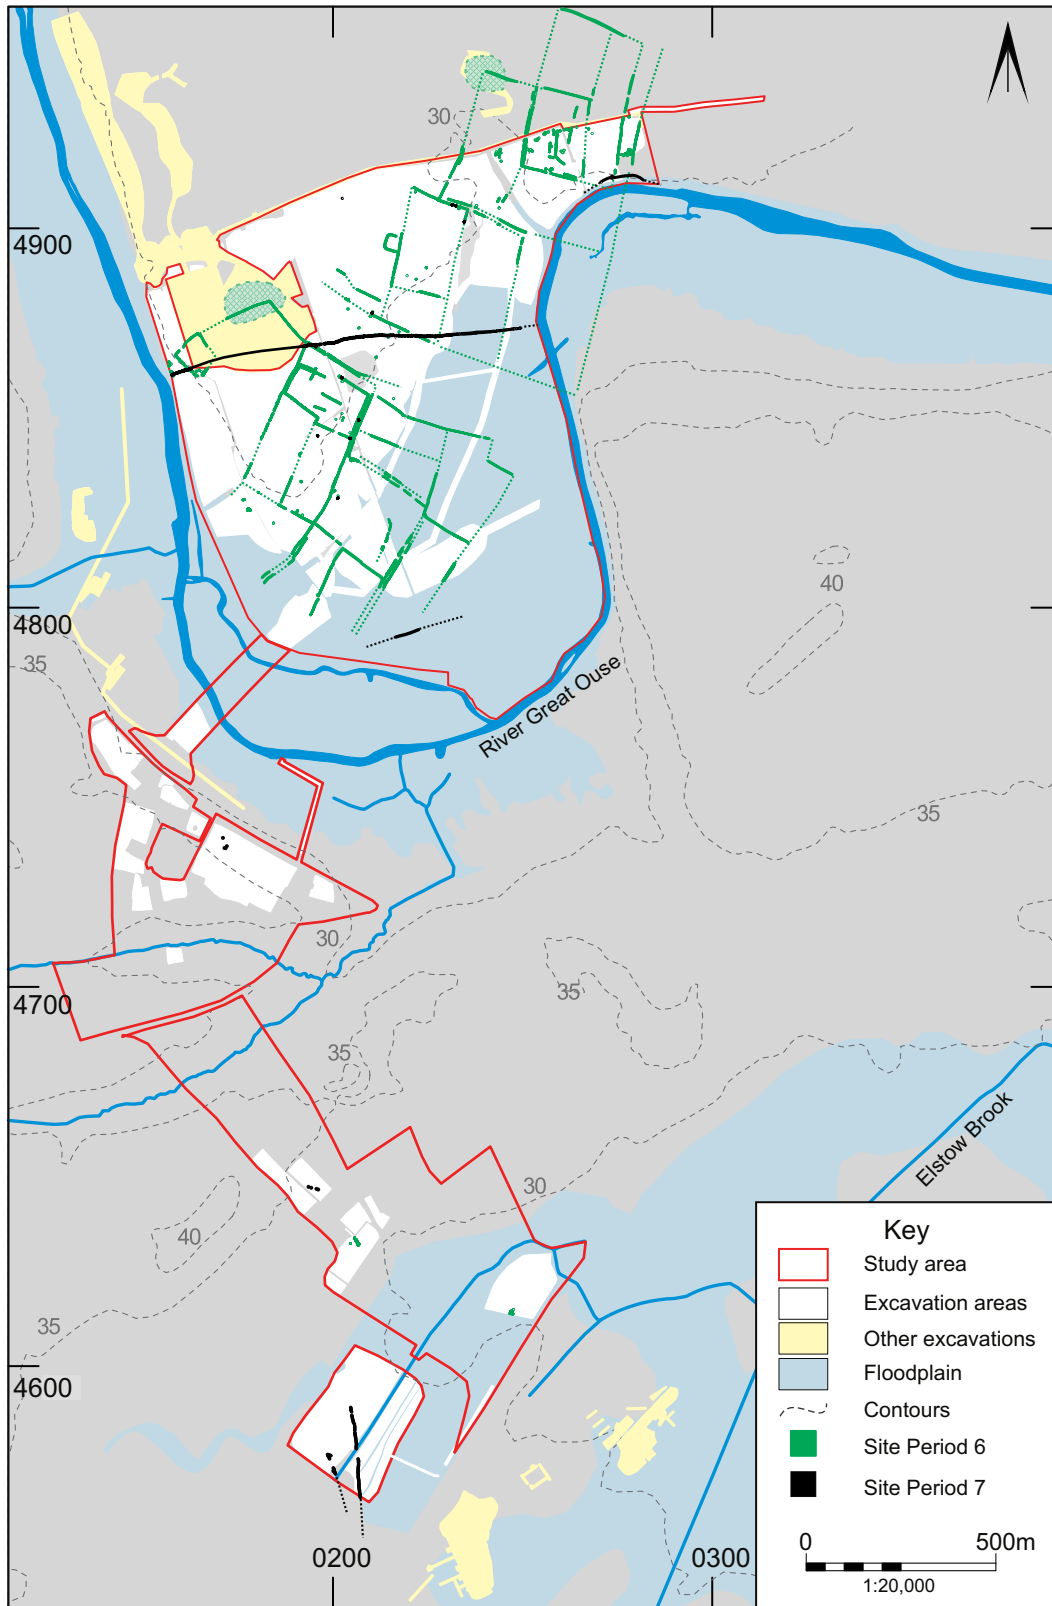 30
4900
4800
35
40
River Great Ouse
35
30
4700
35
35
Elstow Brook
30
40
35
4600
0200
0300
Key
Study area
Excavation areas
Other excavations
Floodplain
Contours
Site Period 6
Site Period 7
0 500m
1:20,000